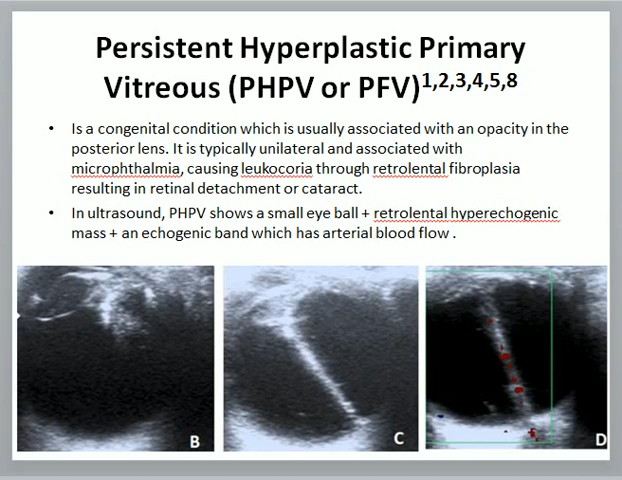 Persistent Hyperplastic Primary
Vitreous (PHPV or PFV)1,2,3,4,5,8
• Is a congenital condition which is usually associated with an opacity in the
posterior lens. It is typically unilateral and associated with
microphthalmia, causing leukocoria through retrolental fibroplasia
resulting in retinal detachment or cataract.
• In ultrasound, PHPV shows a small eye ball + retrolental hyperechogenic
mass + an echogenic band which has arterial blood flow .
B
C
D